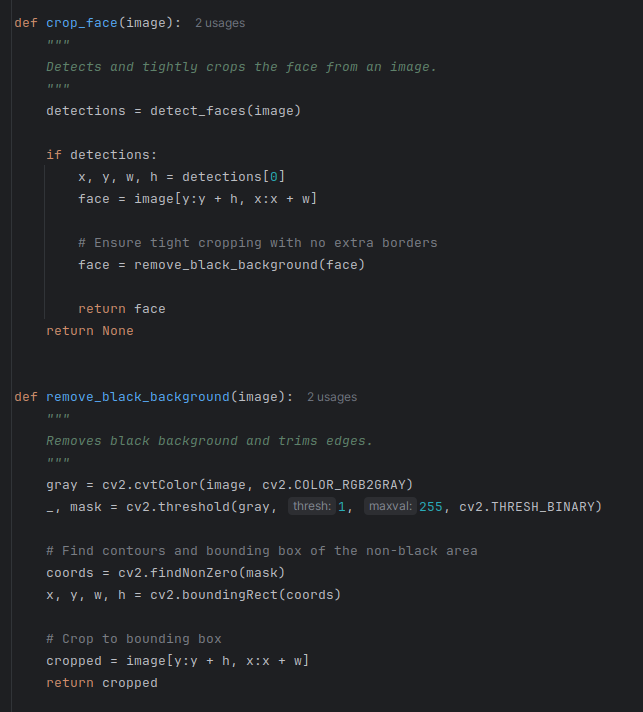 def crop_face(image): 2 usages
    """
    Detects and tightly crops the face from an image.
    """
    detections = detect_faces(image)

    if detections:
        x, y, w, h = detections[0]
        face = image[y:y + h, x:x + w]

        # Ensure tight cropping with no extra borders
        face = remove_black_background(face)

        return face
    return None


def remove_black_background(image): 2 usages
    """
    Removes black background and trims edges.
    """
    gray = cv2.cvtColor(image, cv2.COLOR_RGB2GRAY)
    _, mask = cv2.threshold(gray, thresh: 1, maxval: 255, cv2.THRESH_BINARY)

    # Find contours and bounding box of the non-black area
    coords = cv2.findNonZero(mask)
    x, y, w, h = cv2.boundingRect(coords)

    # Crop to bounding box
    cropped = image[y:y + h, x:x + w]
    return cropped